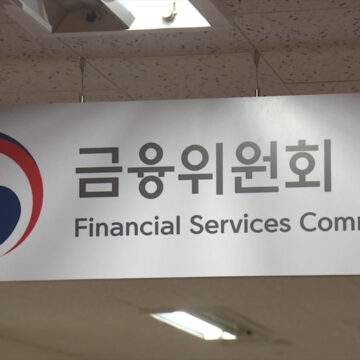 금융위원회
Financial Services Comm